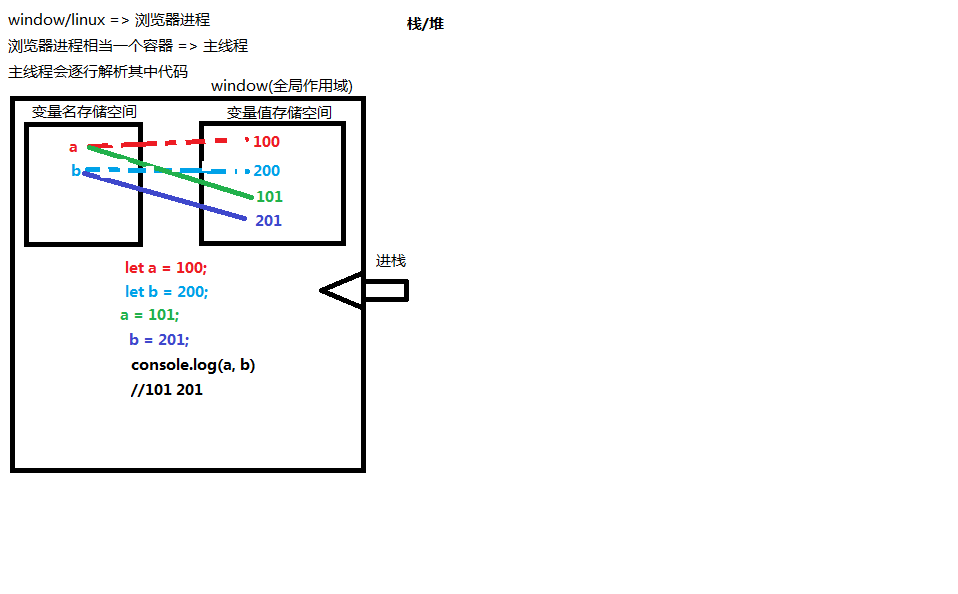 window/linux => 浏览器进程
栈/堆
浏览器进程相当一个容器 => 主线程
主线程会逐行解析其中代码
window(全局作用域)
变量名存储空间
变量值存储空间
a
100
b
200
101
201
进栈
let a = 100;
let b = 200;
a = 101;
b = 201;
console.log(a, b)
//101 201